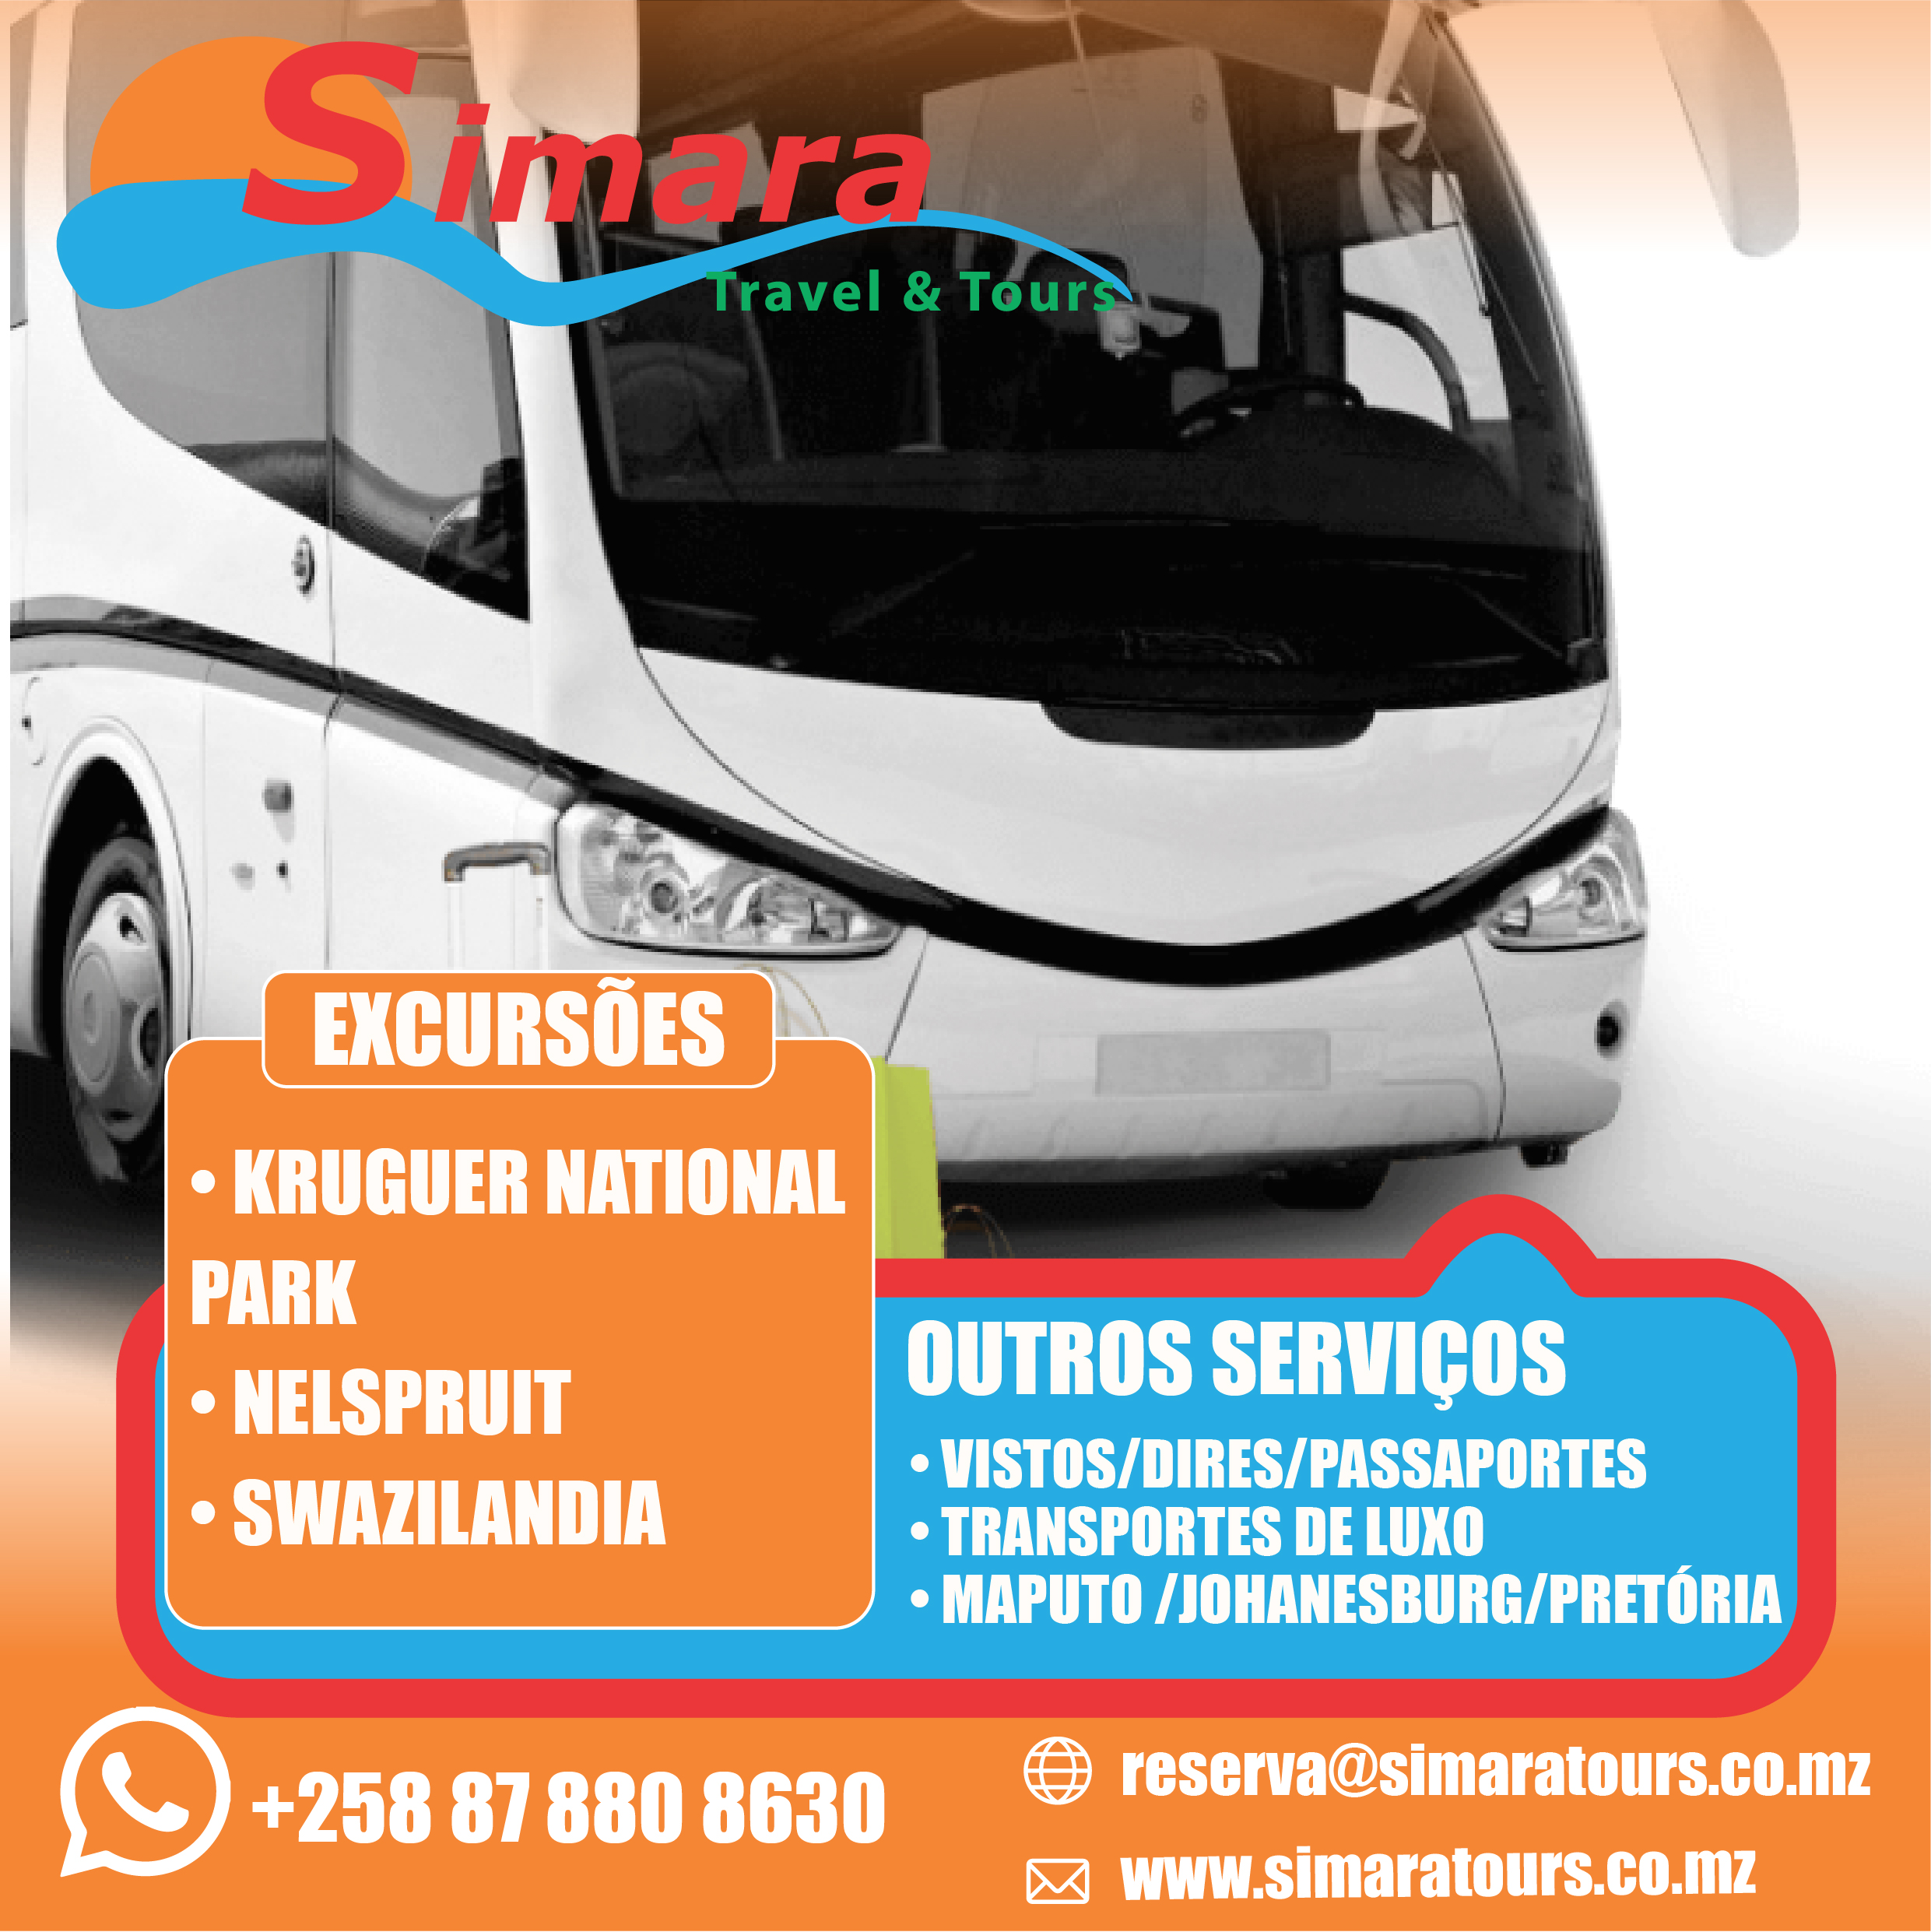 Simara
Travel & Tours
EXCURSÕES
• KRUGUER NATIONAL
PARK
• NELSPRUIT
• SWAZILANDIA
OUTROS SERVIÇOS
• VISTOS/DIRES/PASSAPORTES
• TRANSPORTES DE LUXO
• MAPUTO /JOHANESBURG/PRETÓRIA
+258 87 880 8630
reserva@simaratours.co.mz
www.simaratours.co.mz